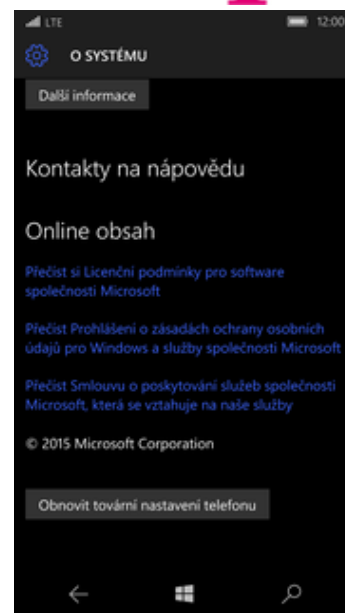 LTE 12:00
O SYSTÉMU
Další informace
Kontakty na nápovědu
Online obsah
Přečíst si Licenční podmínky pro software
společnosti Microsoft
Přečíst Prohlášení o zásadách ochrany osobních
údajů pro Windows a služby společnosti Microsoft
Přečíst Smlouvu o poskytování služeb společnosti
Microsoft, která se vztahuje na naše služby
© 2015 Microsoft Corporation
Obnovit tovární nastavení telefonu